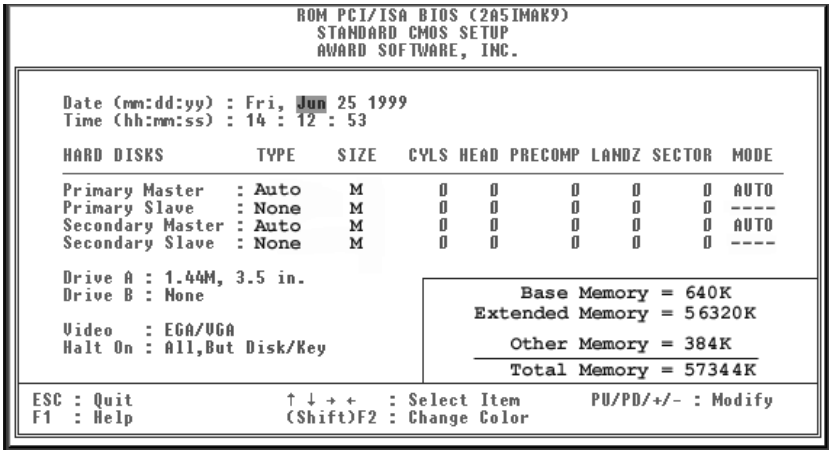 ROM PCI/ISA BIOS (2A5IMAK9)
STANDARD CMOS SETUP
AWARD SOFTWARE, INC.
Date (mm:dd:yy) : Fri, Jun 25 1999
Time (hh:mm:ss) : 14 : 12 : 53
HARD DISKS TYPE SIZE CYLS HEAD PRECOMP LANDZ SECTOR MODE
Primary Master : Auto M 0 0 0 0 0 AUTO
Primary Slave : None M 0 0 0 0 0 ----
Secondary Master : Auto M 0 0 0 0 0 AUTO
Secondary Slave : None M 0 0 0 0 0 ----
Drive A : 1.44M, 3.5 in.
Drive B : None
Video : EGA/VGA
Halt On : All,But Disk/Key
Base Memory = 640K
Extended Memory = 56320K
Other Memory = 384K
Total Memory = 57344K
ESC : Quit ↑ ↓ → ← : Select Item PU/PD/+/- : Modify
F1 : Help (Shift)F2 : Change Color